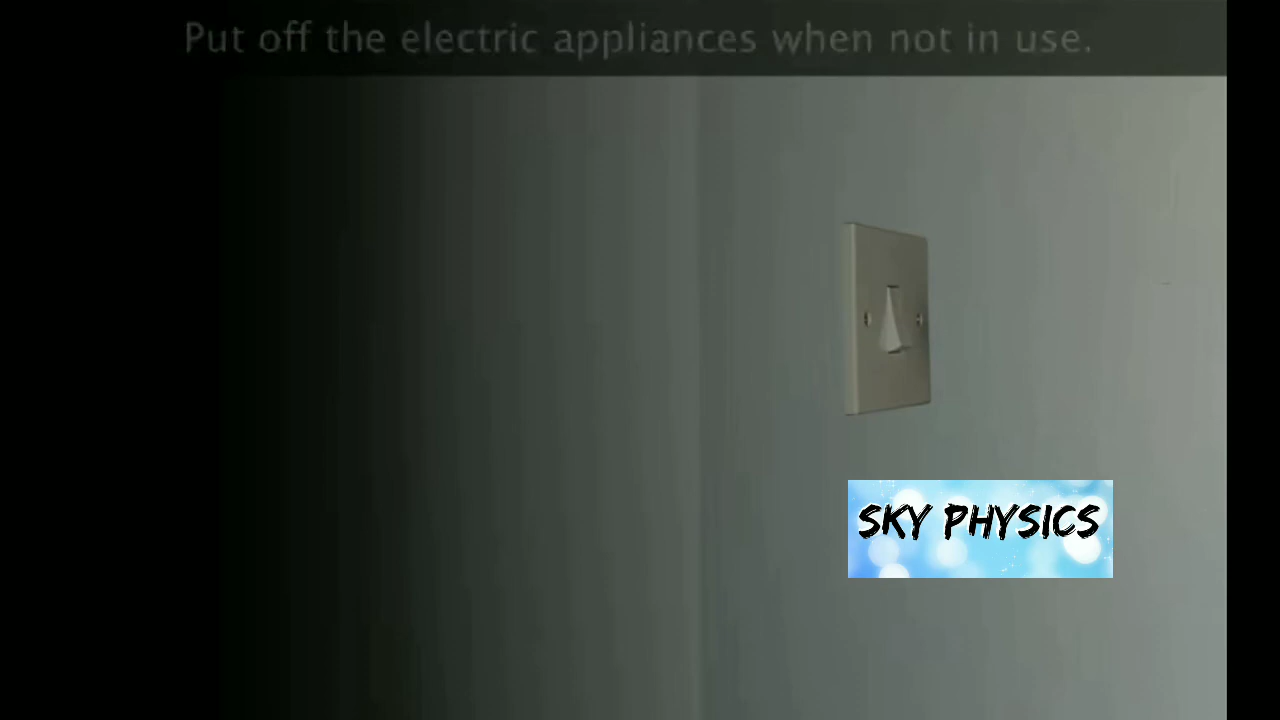 Put off the electric appliances when not in use.
SKY PHYSICS